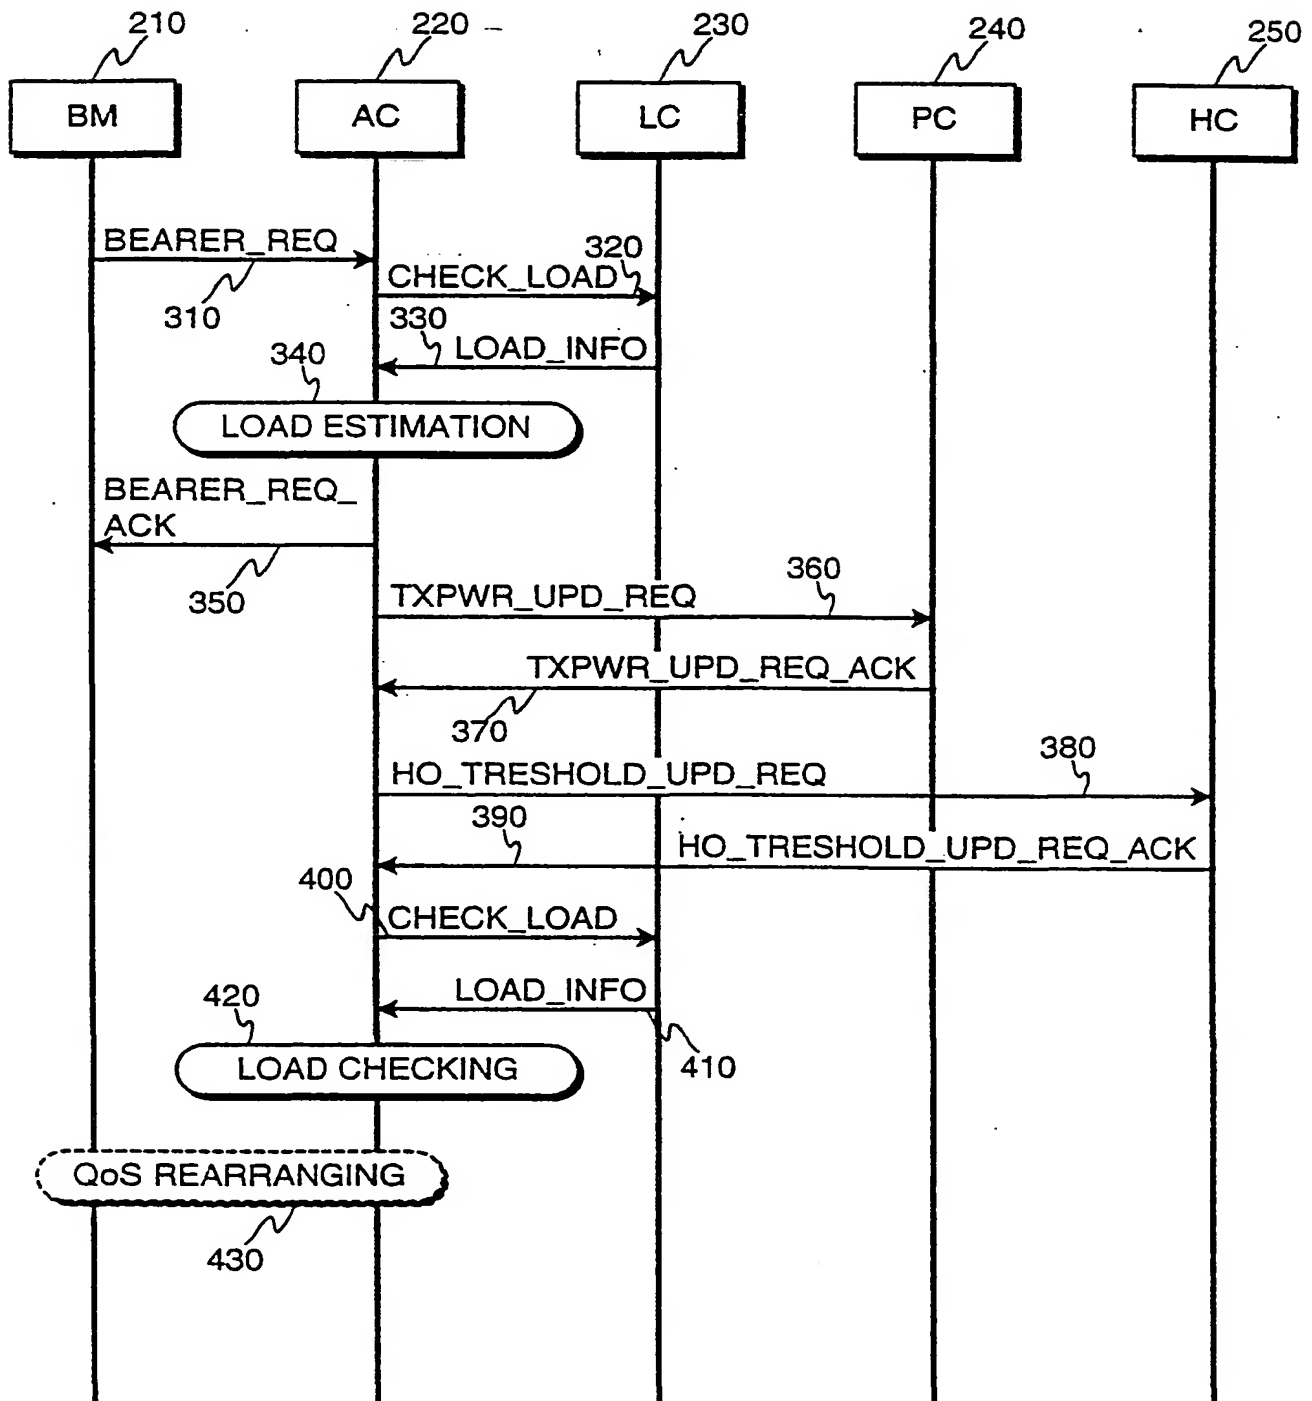 210
220
230
240
250
BM
AC
LC
PC
HC
BEARER_REQ
310
320
CHECK_LOAD
330
LOAD_INFO
340
LOAD ESTIMATION
BEARER_REQ_
ACK
350
360
TXPWR_UPD_REQ
TXPWR_UPD_REQ_ACK
370
380
HO_TRESHOLD_UPD_REQ
390
HO_TRESHOLD_UPD_REQ_ACK
400
CHECK_LOAD
LOAD_INFO
410
420
LOAD CHECKING
QoS REARRANGING
430